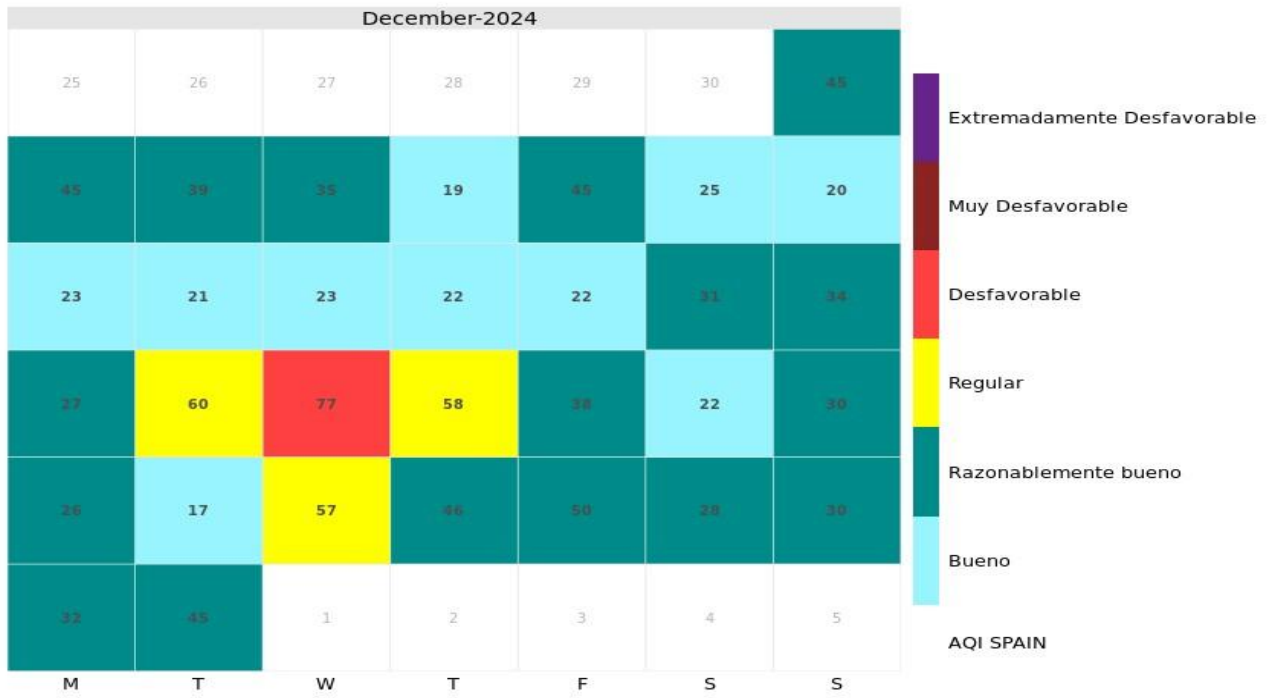 December-2024
25 26 27 28 29 30 45
45 39 35 19 45 25 20
23 21 23 22 22 31 34
27 60 77 58 38 22 30
26 17 57 46 50 28 30
32 45 1 2 3 4 5
M T W T F S S
Extremadamente Desfavorable
Muy Desfavorable
Desfavorable
Regular
Razonablemente bueno
Bueno
AQI SPAIN